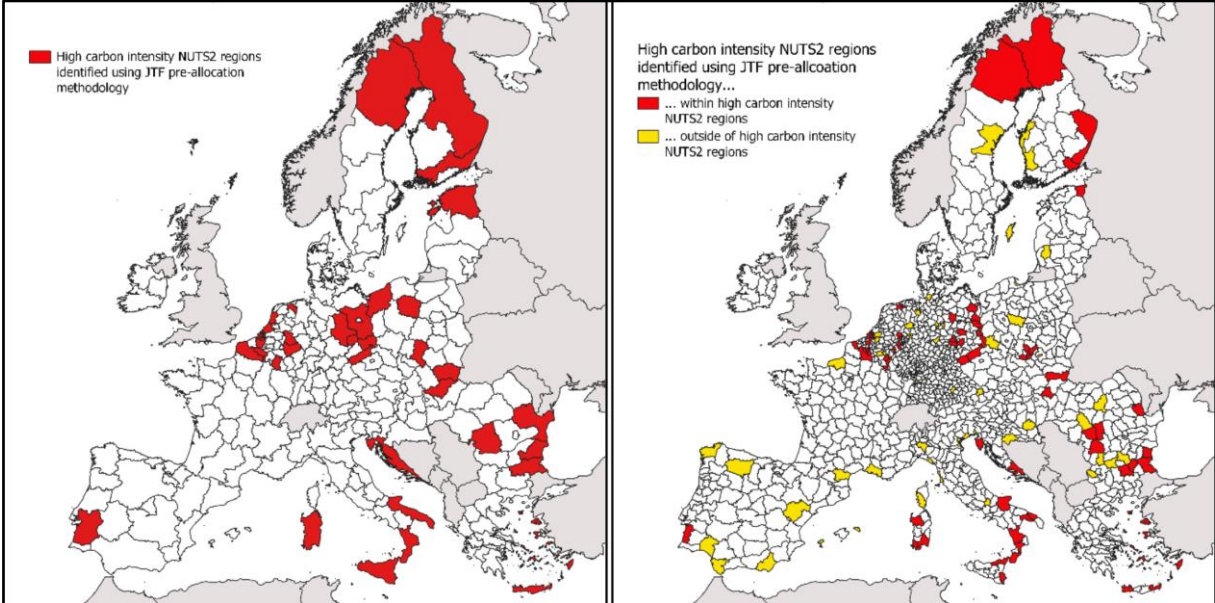 High carbon intensity NUTS2 regions
identified using JTF pre-allocation
methodology
High carbon intensity NUTS2 regions
identified using JTF pre-allcoation
methodology...
... within high carbon intensity
NUTS2 regions
... outside of high carbon intensity
NUTS2 regions